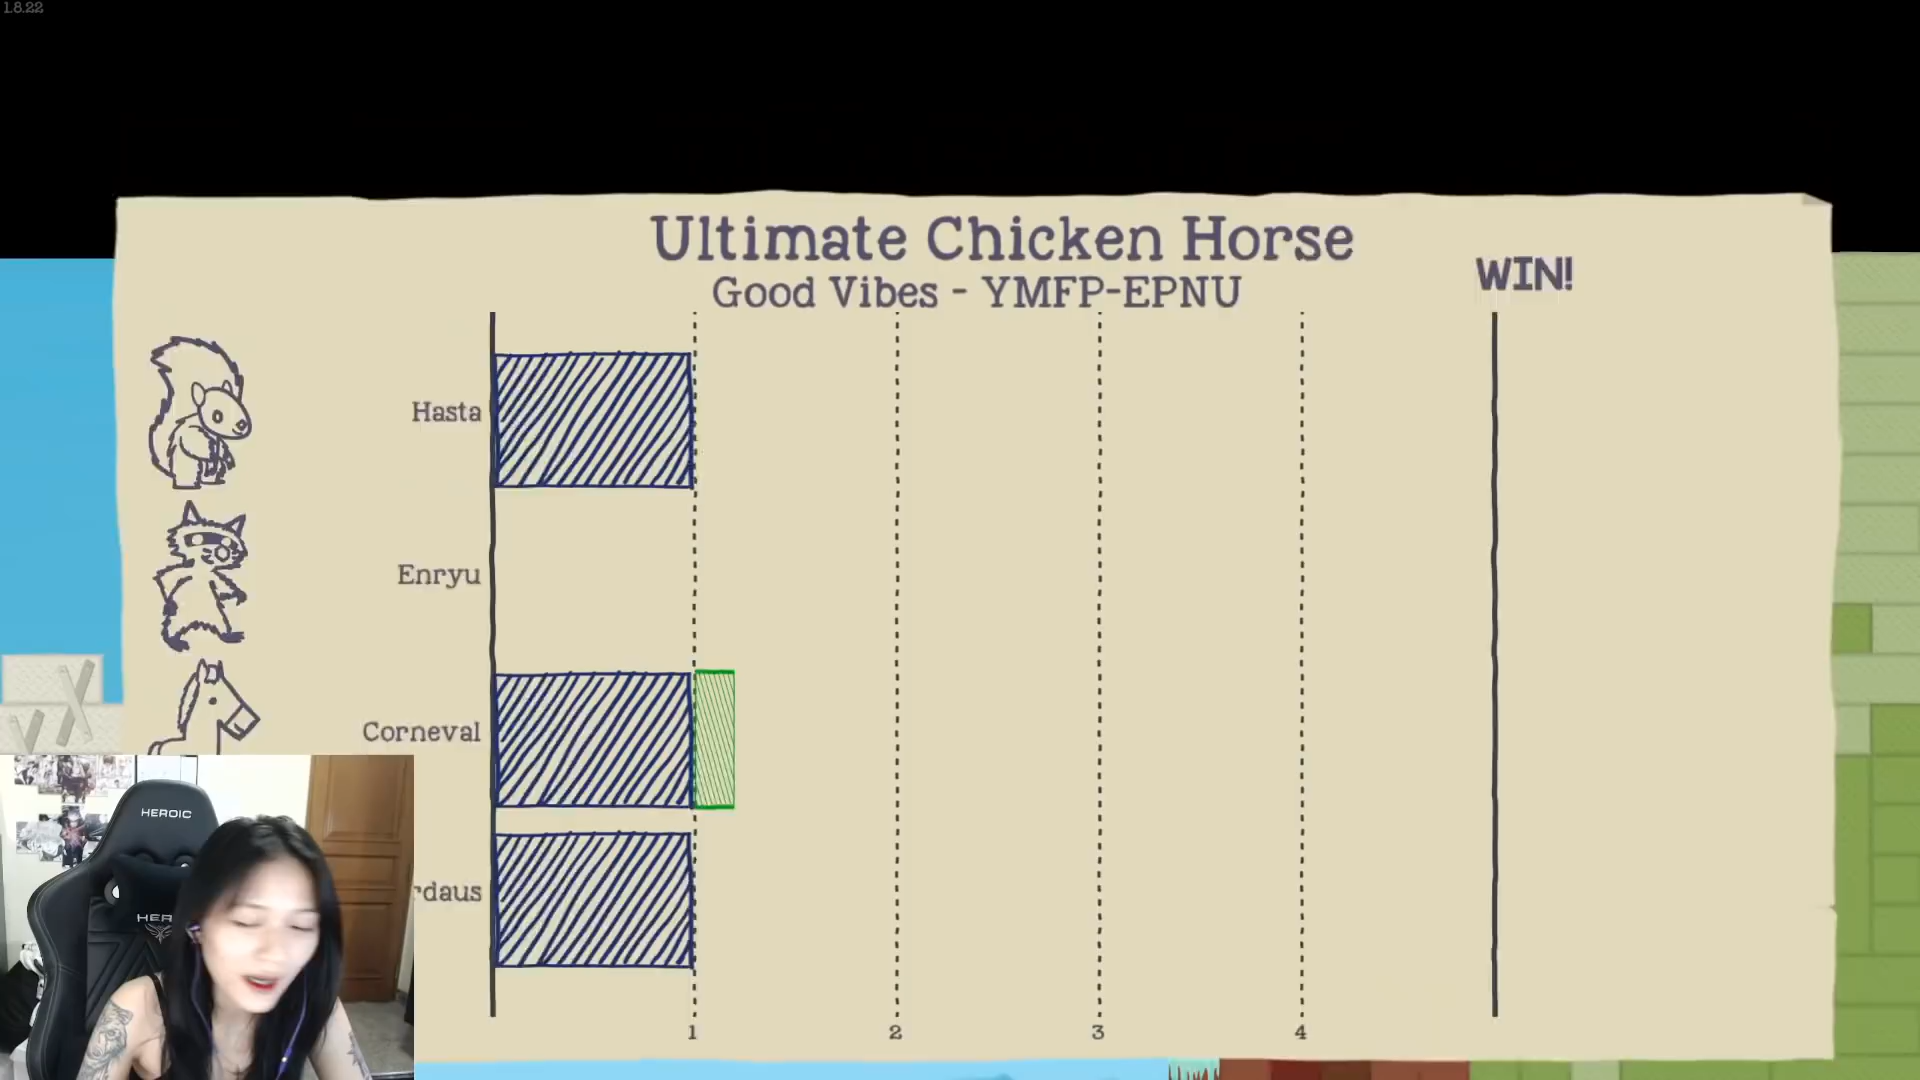 1.8.22
Ultimate Chicken Horse
Good Vibes - YMFP-EPNU
WIN!
Hasta
Enryu
Corneval
rdaus
1 2 3 4
HEROIC
HER